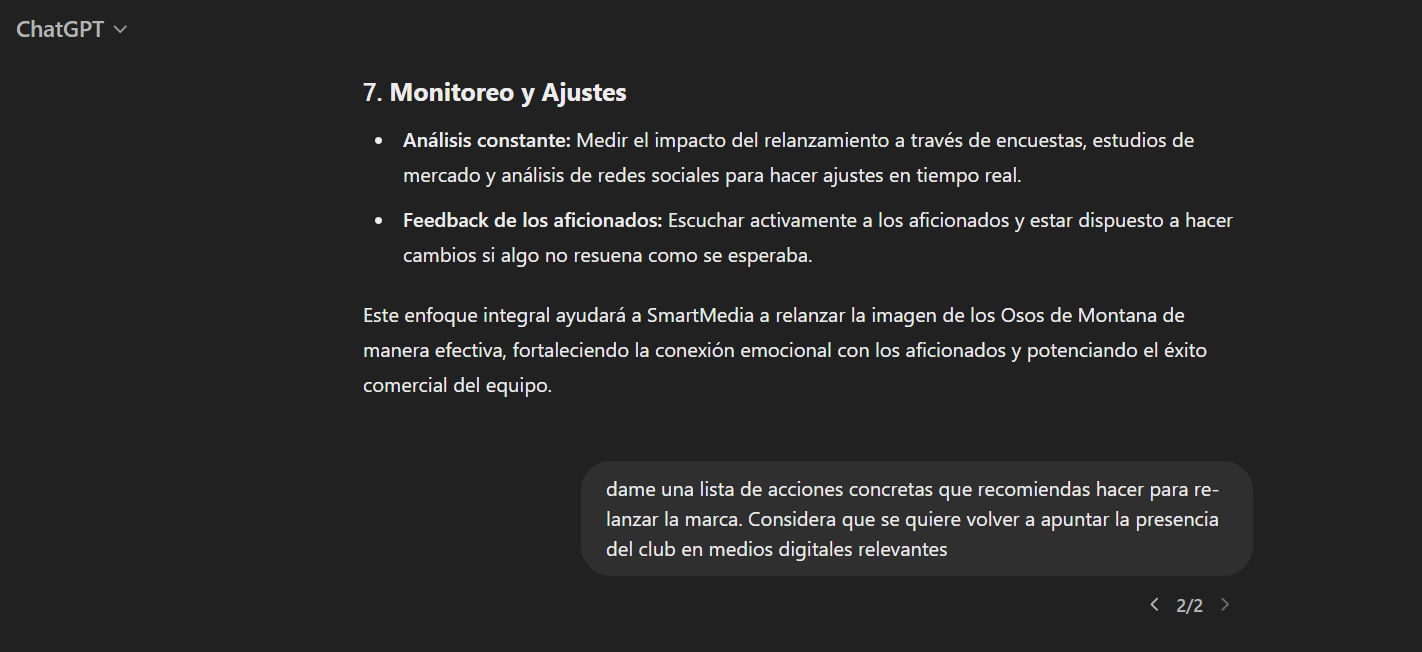 ChatGPT
7. Monitoreo y Ajustes
• Análisis constante: Medir el impacto del relanzamiento a través de encuestas, estudios de
mercado y análisis de redes sociales para hacer ajustes en tiempo real.
• Feedback de los aficionados: Escuchar activamente a los aficionados y estar dispuesto a hacer
cambios si algo no resuena como se esperaba.
Este enfoque integral ayudará a SmartMedia a relanzar la imagen de los Osos de Montana de
manera efectiva, fortaleciendo la conexión emocional con los aficionados y potenciando el éxito
comercial del equipo.
dame una lista de acciones concretas que recomiendas hacer para re-
lanzar la marca. Considera que se quiere volver a apuntar la presencia
del club en medios digitales relevantes
2/2